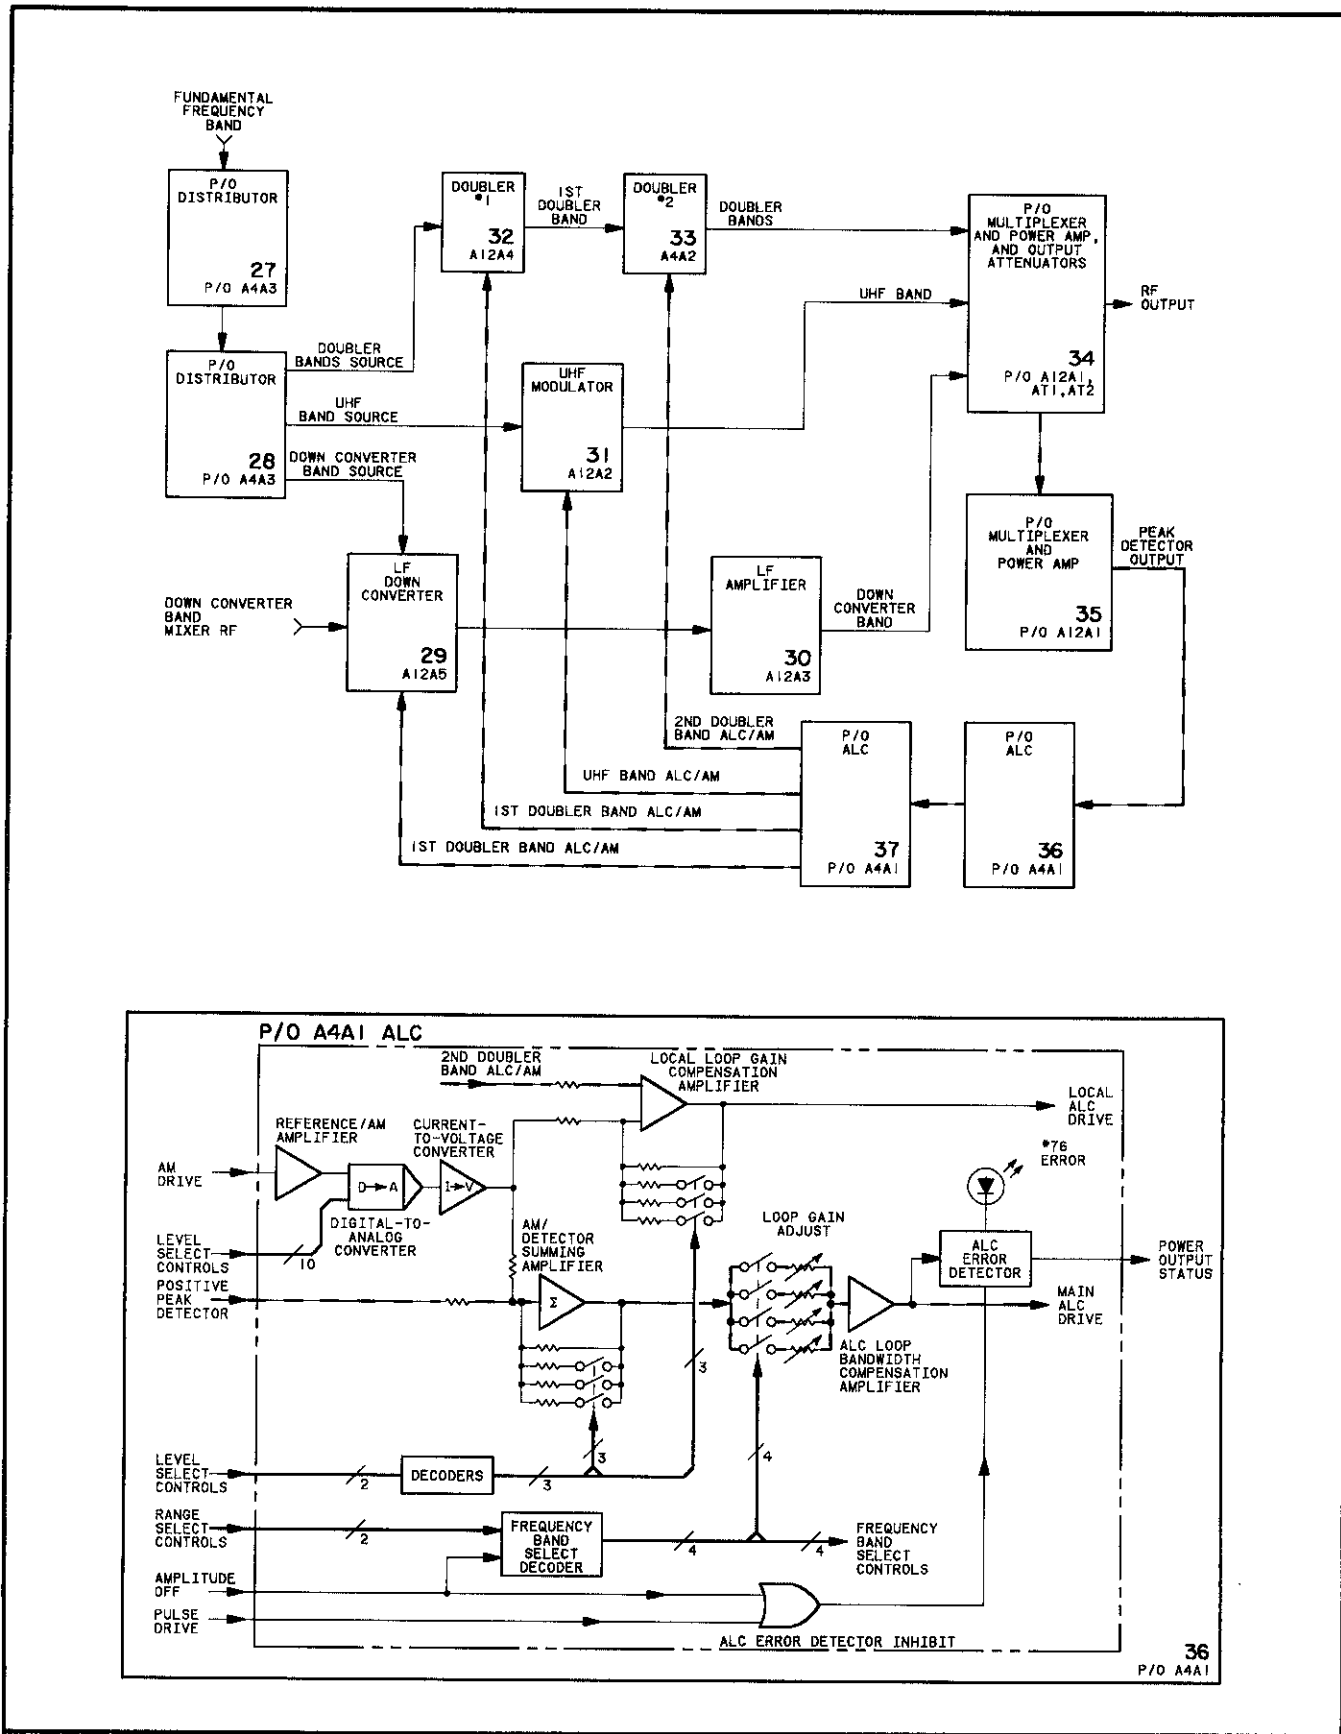 FUNDAMENTAL
FREQUENCY
BAND
P/O
DISTRIBUTOR
27
P/O A4A3
DOUBLER
#1
32
A12A4
1ST
DOUBLER
BAND
DOUBLER
#2
33
A4A2
DOUBLER
BANDS
P/O
MULTIPLEXER
AND POWER AMP,
AND OUTPUT
ATTENUATORS
34
P/O A12A1,
AT1,AT2
RF
OUTPUT
UHF BAND
P/O
DISTRIBUTOR
28
P/O A4A3
DOUBLER
BANDS SOURCE
UHF
BAND SOURCE
DOWN CONVERTER
BAND SOURCE
UHF
MODULATOR
31
A12A2
P/O
MULTIPLEXER
AND
POWER AMP
35
P/O A12A1
PEAK
DETECTOR
OUTPUT
DOWN CONVERTER
BAND
MIXER RF
LF
DOWN
CONVERTER
29
A12A5
LF
AMPLIFIER
30
A12A3
DOWN
CONVERTER
BAND
2ND DOUBLER
BAND ALC/AM
UHF BAND ALC/AM
1ST DOUBLER BAND ALC/AM
1ST DOUBLER BAND ALC/AM
P/O
ALC
37
P/O A4A1
P/O
ALC
36
P/O A4A1
P/O A4A1 ALC
2ND DOUBLER
BAND ALC/AM
LOCAL LOOP GAIN
COMPENSATION
AMPLIFIER
LOCAL
ALC
DRIVE
REFERENCE/AM
AMPLIFIER
CURRENT-
TO-VOLTAGE
CONVERTER
#76
ERROR
AM
DRIVE
D→A
I→V
DIGITAL-TO-
ANALOG
CONVERTER
AM/
DETECTOR
SUMMING
AMPLIFIER
LOOP GAIN
ADJUST
ALC
ERROR
DETECTOR
POWER
OUTPUT
STATUS
LEVEL
SELECT
CONTROLS
10
POSITIVE
PEAK
DETECTOR
Σ
MAIN
ALC
DRIVE
ALC LOOP
BANDWIDTH
COMPENSATION
AMPLIFIER
3
3
4
LEVEL
SELECT
CONTROLS
2
DECODERS
3
RANGE
SELECT
CONTROLS
2
FREQUENCY
BAND
SELECT
DECODER
4
4
FREQUENCY
BAND
SELECT
CONTROLS
AMPLITUDE
OFF
PULSE
DRIVE
ALC ERROR DETECTOR INHIBIT
36
P/O A4A1